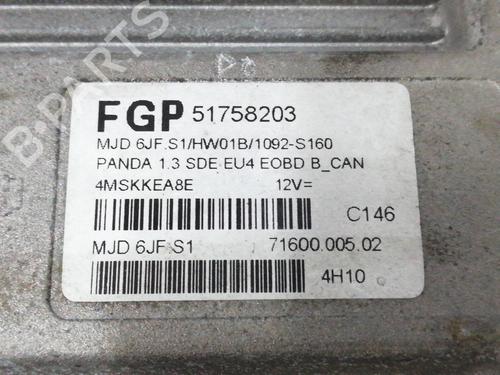 B-PARTS
FGP 51758203
MJD 6JF.S1/HW01B/1092-S160
PANDA 1.3 SDE EU4 EOBD B_CAN
4MSKKEA8E 12V=
C146
MJD 6JF S1 71600.005.02
4H10